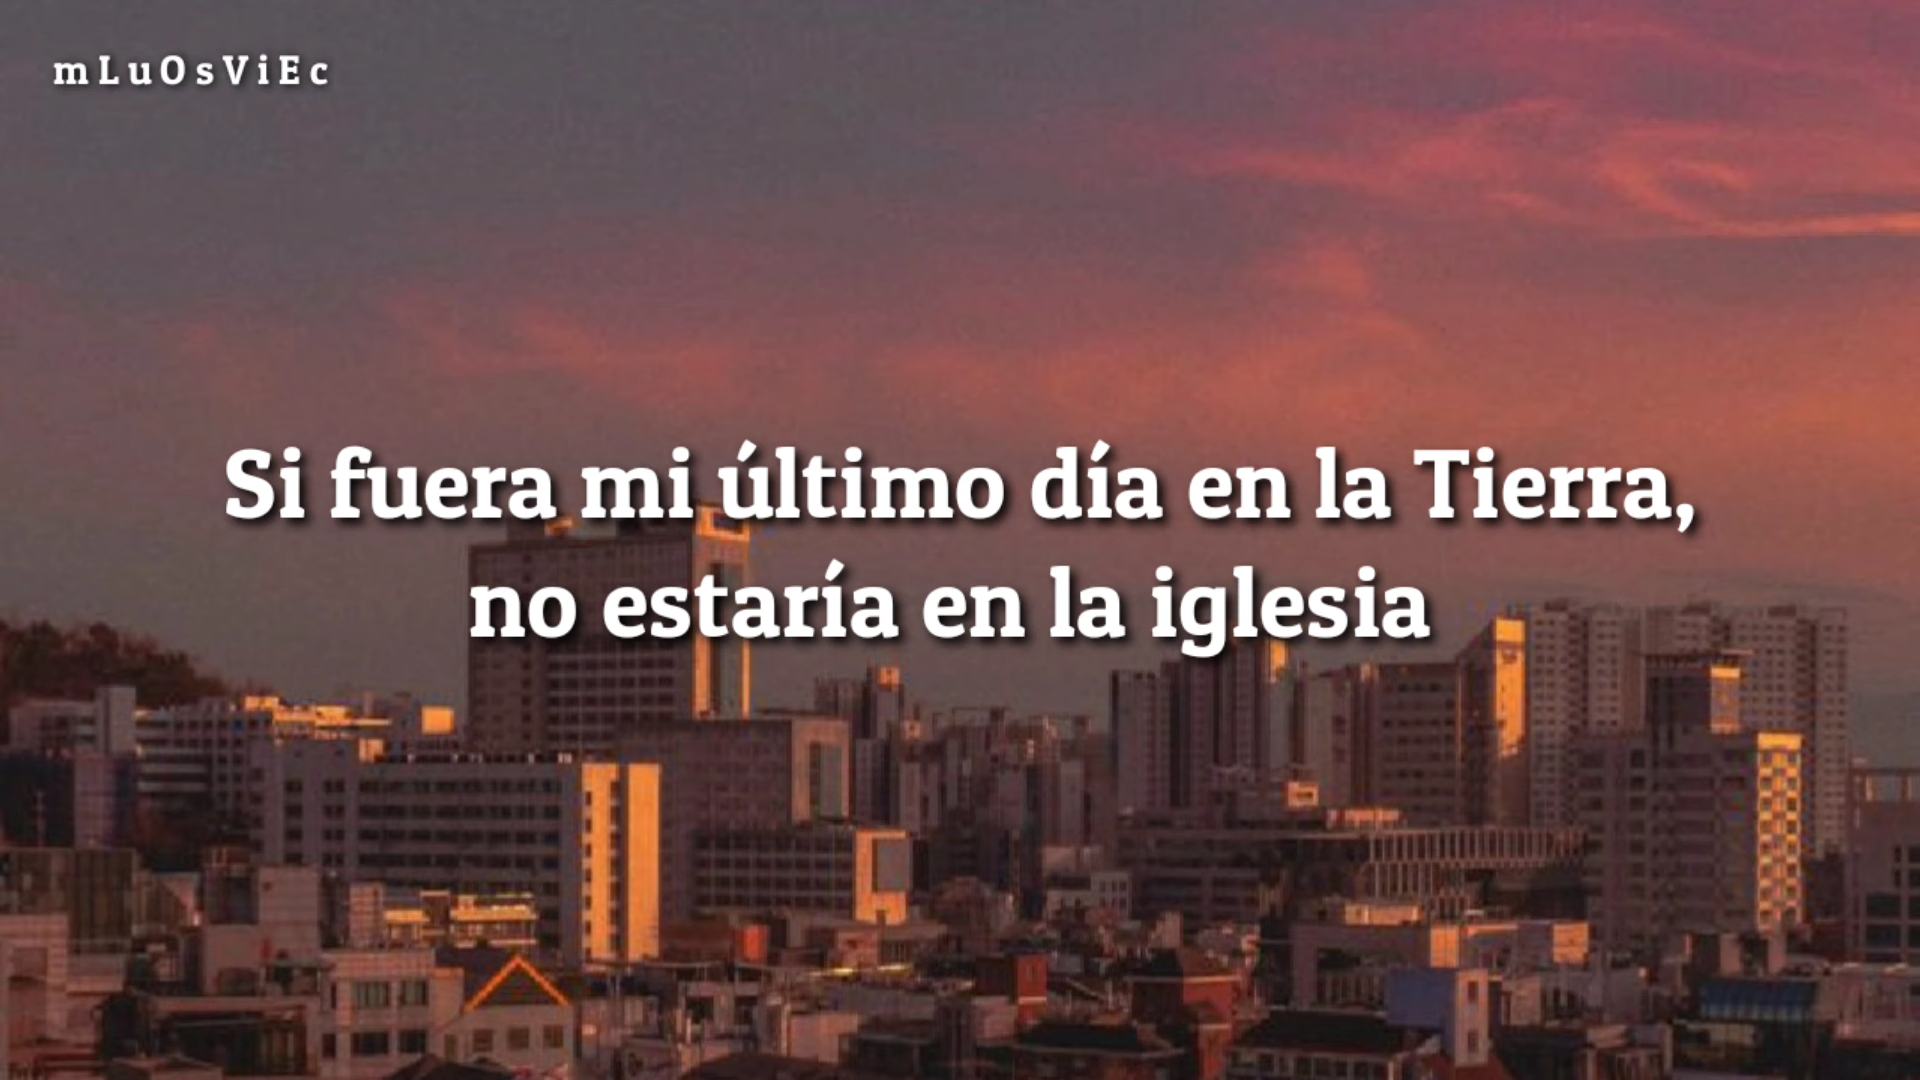 mLuOsViEc
Si fuera mi último día en la Tierra,
no estaría en la iglesia